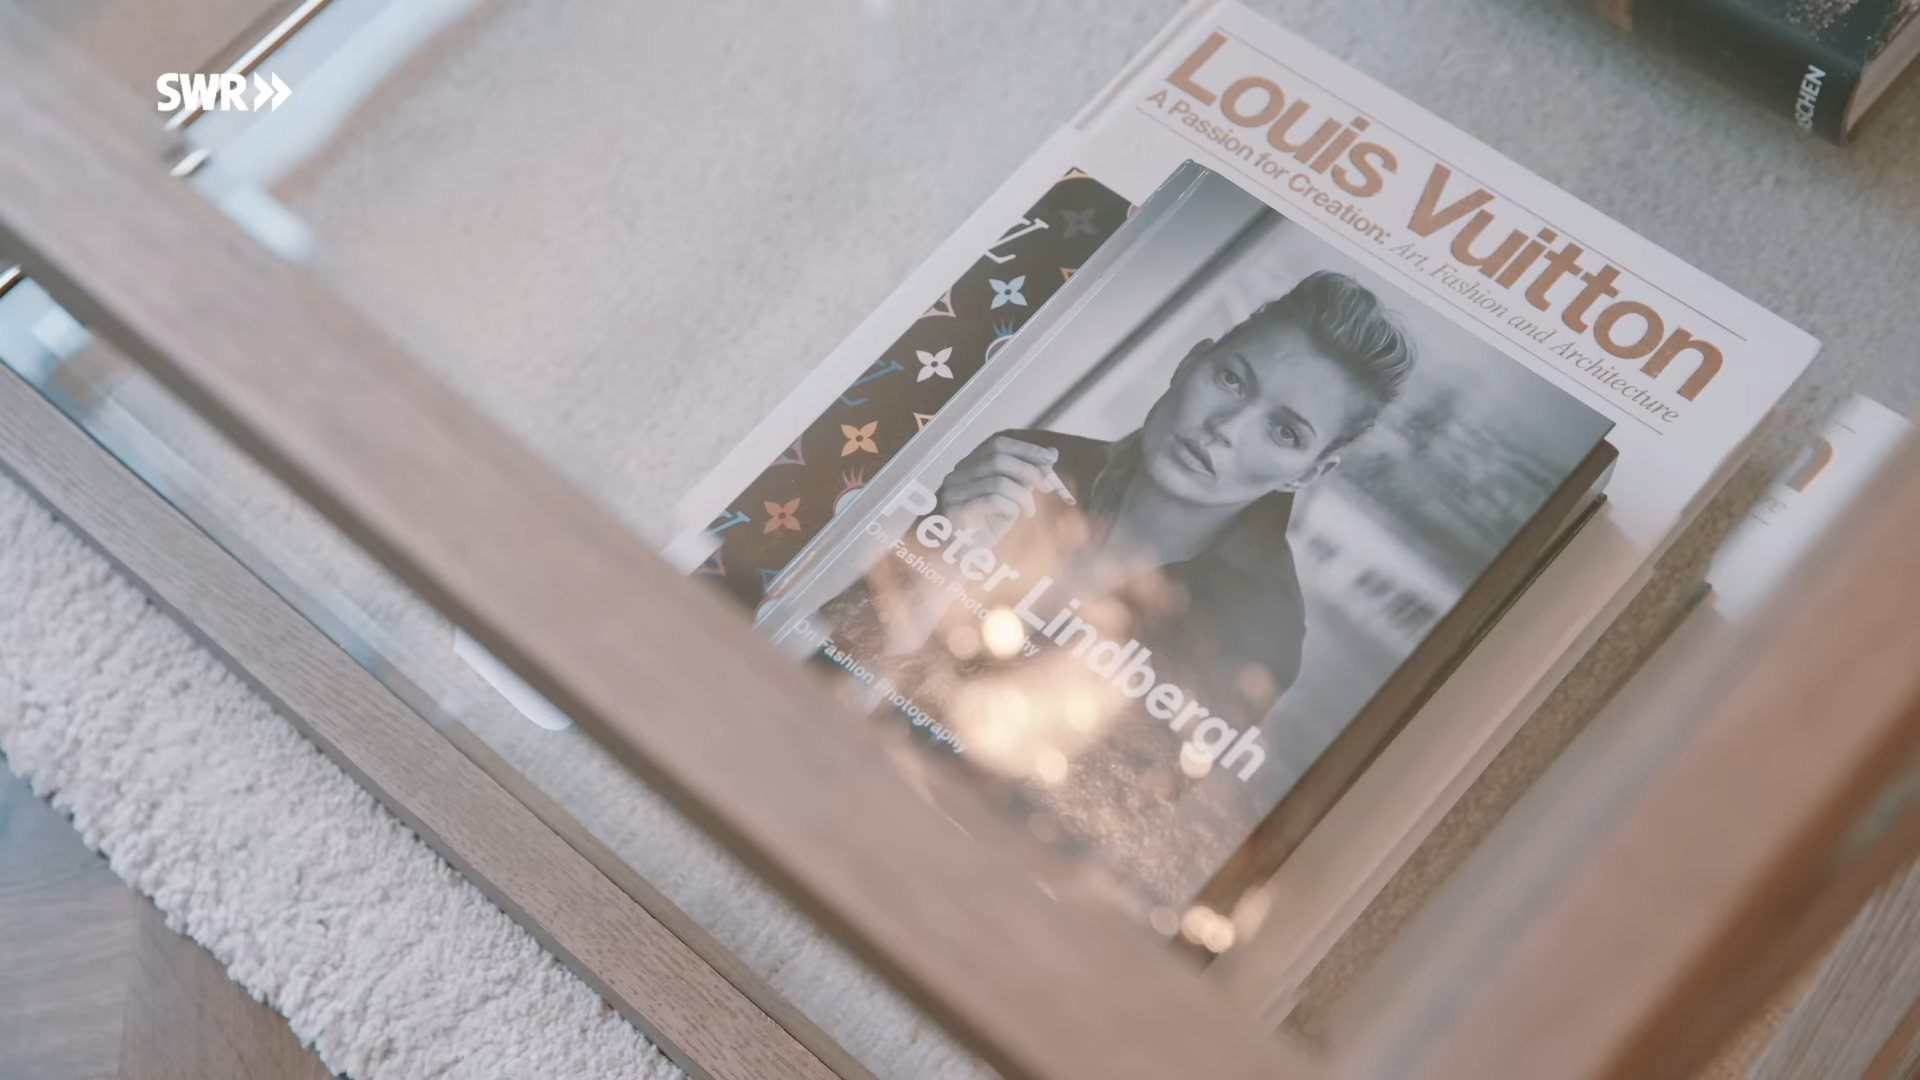 SWR
SCHEN
Louis Vuitton
A Passion for Creation: Art, Fashion and Architecture
LV
Peter Lindbergh
On Fashion Photography
On Fashion Photography